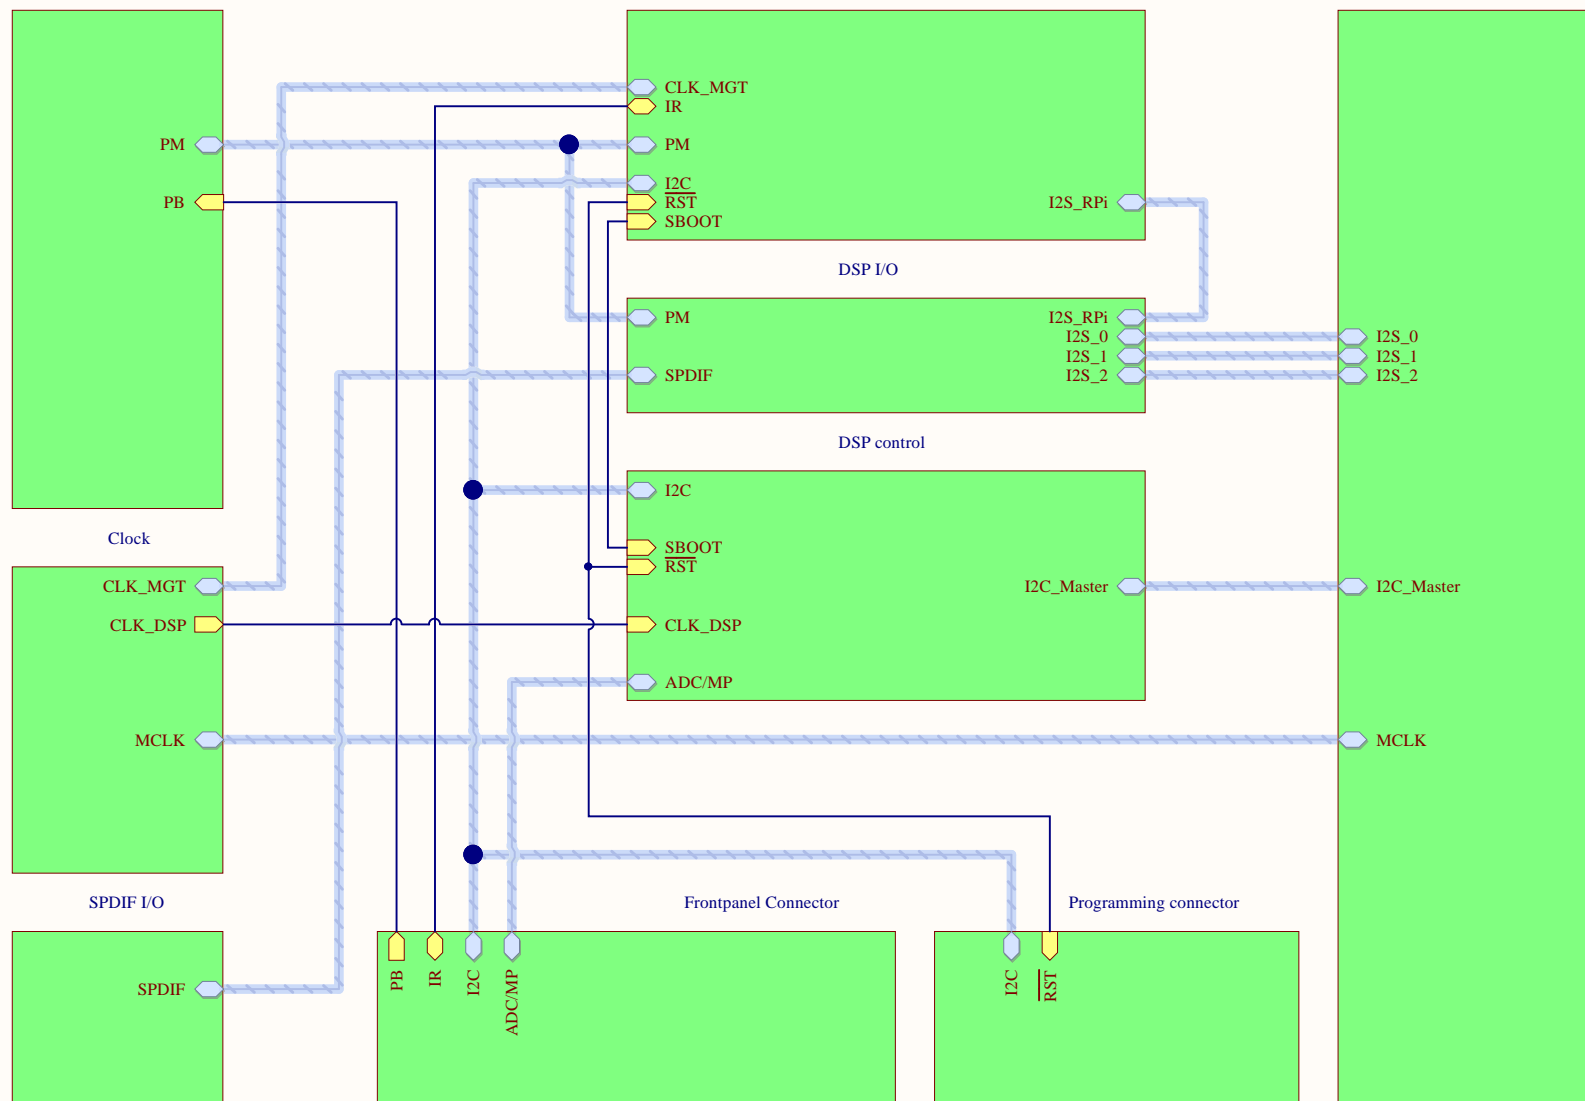 PM
PB
Clock
CLK_MGT
CLK_DSP
MCLK
SPDIF I/O
SPDIF
CLK_MGT
IR
PM
I2C
RST
SBOOT
I2S_RPi
DSP I/O
PM
SPDIF
I2S_RPi
I2S_0
I2S_1
I2S_2
DSP control
I2C
SBOOT
RST
CLK_DSP
ADC/MP
I2C_Master
I2S_0
I2S_1
I2S_2
I2C_Master
MCLK
Frontpanel Connector
PB
IR
I2C
ADC/MP
Programming connector
I2C
RST